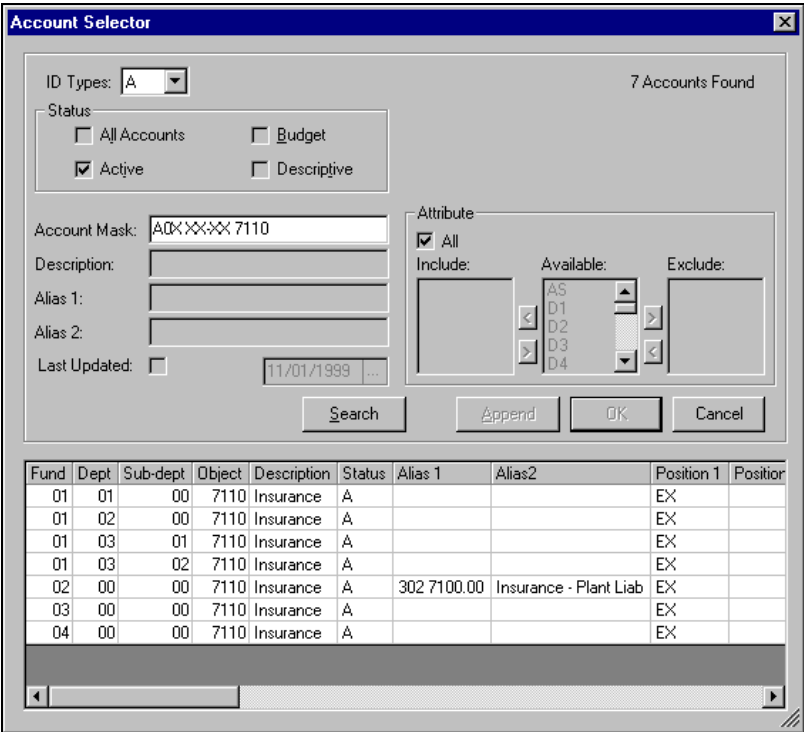 Account Selector
ID Types: A 7 Accounts Found
Status
All Accounts Budget
Active Descriptive
Attribute
Account Mask: A0X XX-XX 7110
All
Description: Include: Available: Exclude:
AS
Alias 1: D1
D2
Alias 2: D3
D4
Last Updated: 11/01/1999 ...
Search Append OK Cancel
Fund Dept Sub-dept Object Description Status Alias 1 Alias2 Position 1 Position
01 01 00 7110 Insurance A EX
01 02 00 7110 Insurance A EX
01 03 01 7110 Insurance A EX
01 03 02 7110 Insurance A EX
02 00 00 7110 Insurance A 302 7100.00 Insurance - Plant Liab EX
03 00 00 7110 Insurance A EX
04 00 00 7110 Insurance A EX